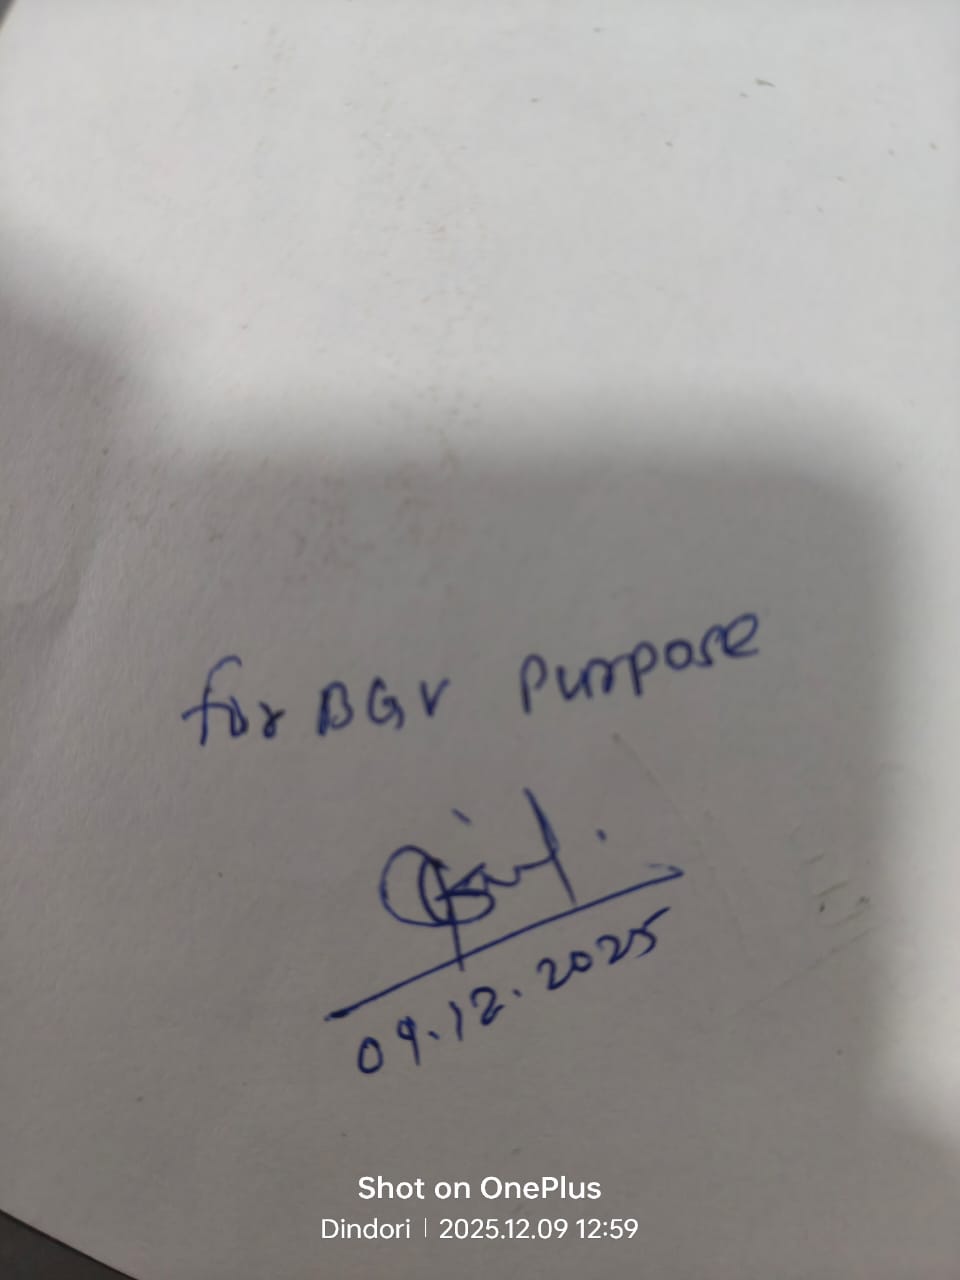 for BGV Purpose
09.12.2025
Shot on OnePlus
Dindori | 2025.12.09 12:59